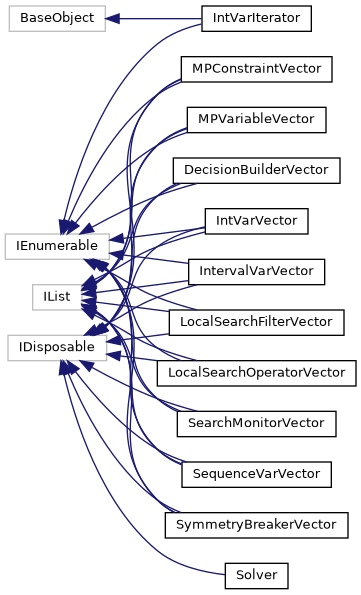 BaseObject
IntVarIterator
MPConstraintVector
MPVariableVector
DecisionBuilderVector
IntVarVector
IEnumerable
IntervalVarVector
IList
LocalSearchFilterVector
IDisposable
LocalSearchOperatorVector
SearchMonitorVector
SequenceVarVector
SymmetryBreakerVector
Solver